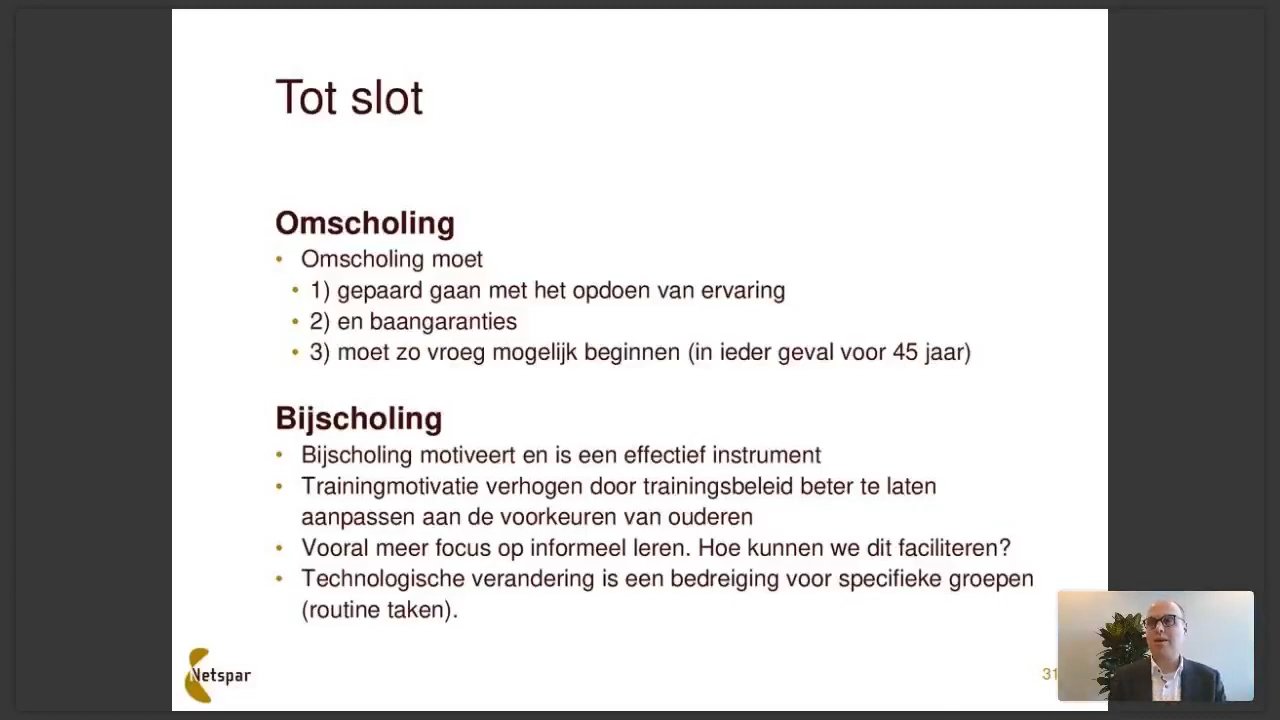 Tot slot
Omscholing
• Omscholing moet
• 1) gepaard gaan met het opdoen van ervaring
• 2) en baangaranties
• 3) moet zo vroeg mogelijk beginnen (in ieder geval voor 45 jaar)
Bijscholing
• Bijscholing motiveert en is een effectief instrument
• Trainingmotivatie verhogen door trainingsbeleid beter te laten
aanpassen aan de voorkeuren van ouderen
• Vooral meer focus op informeel leren. Hoe kunnen we dit faciliteren?
• Technologische verandering is een bedreiging voor specifieke groepen
(routine taken).
Netspar
31